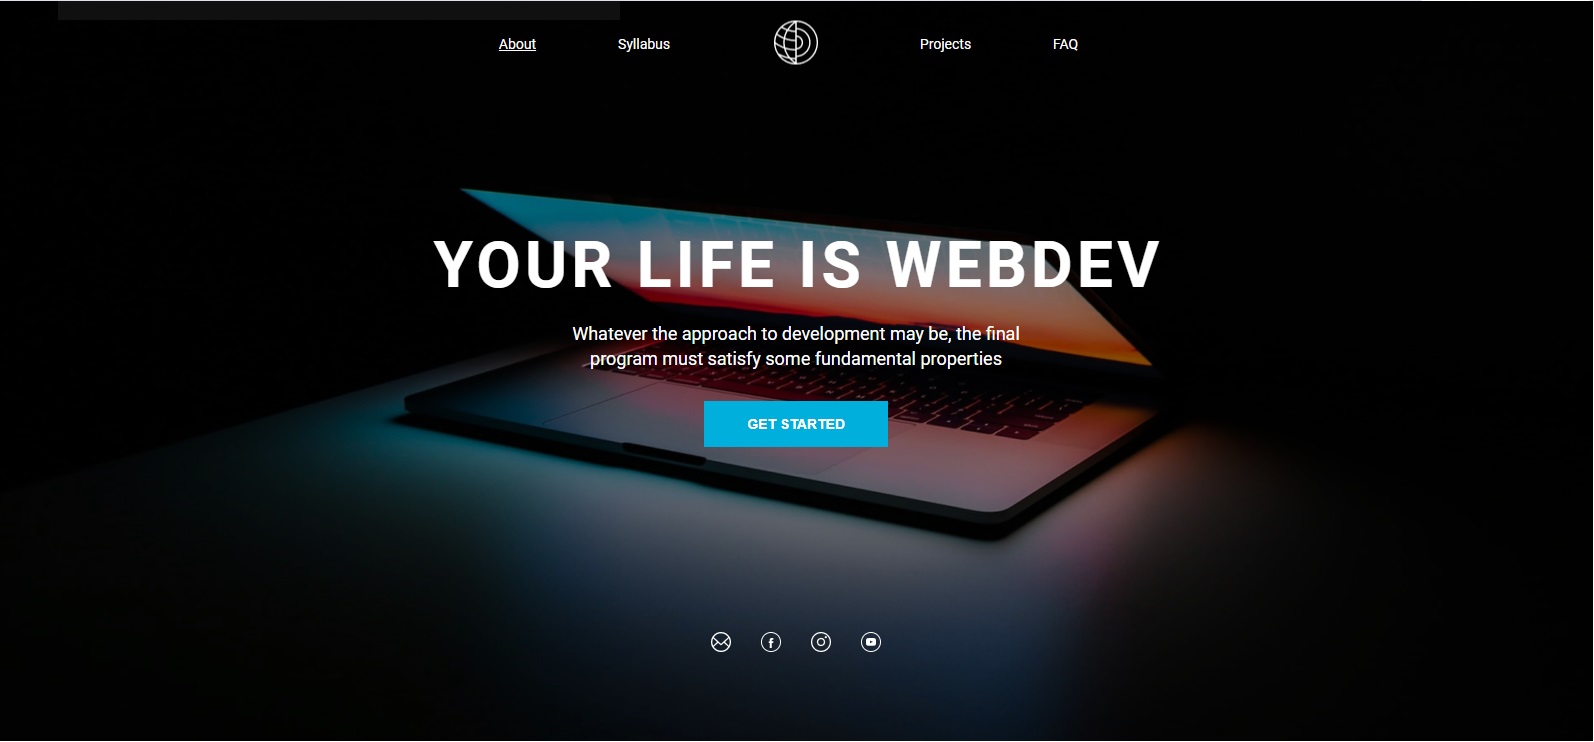 About
Syllabus
Projects
FAQ
YOUR LIFE IS WEBDEV
Whatever the approach to development may be, the final
program must satisfy some fundamental properties
GET STARTED